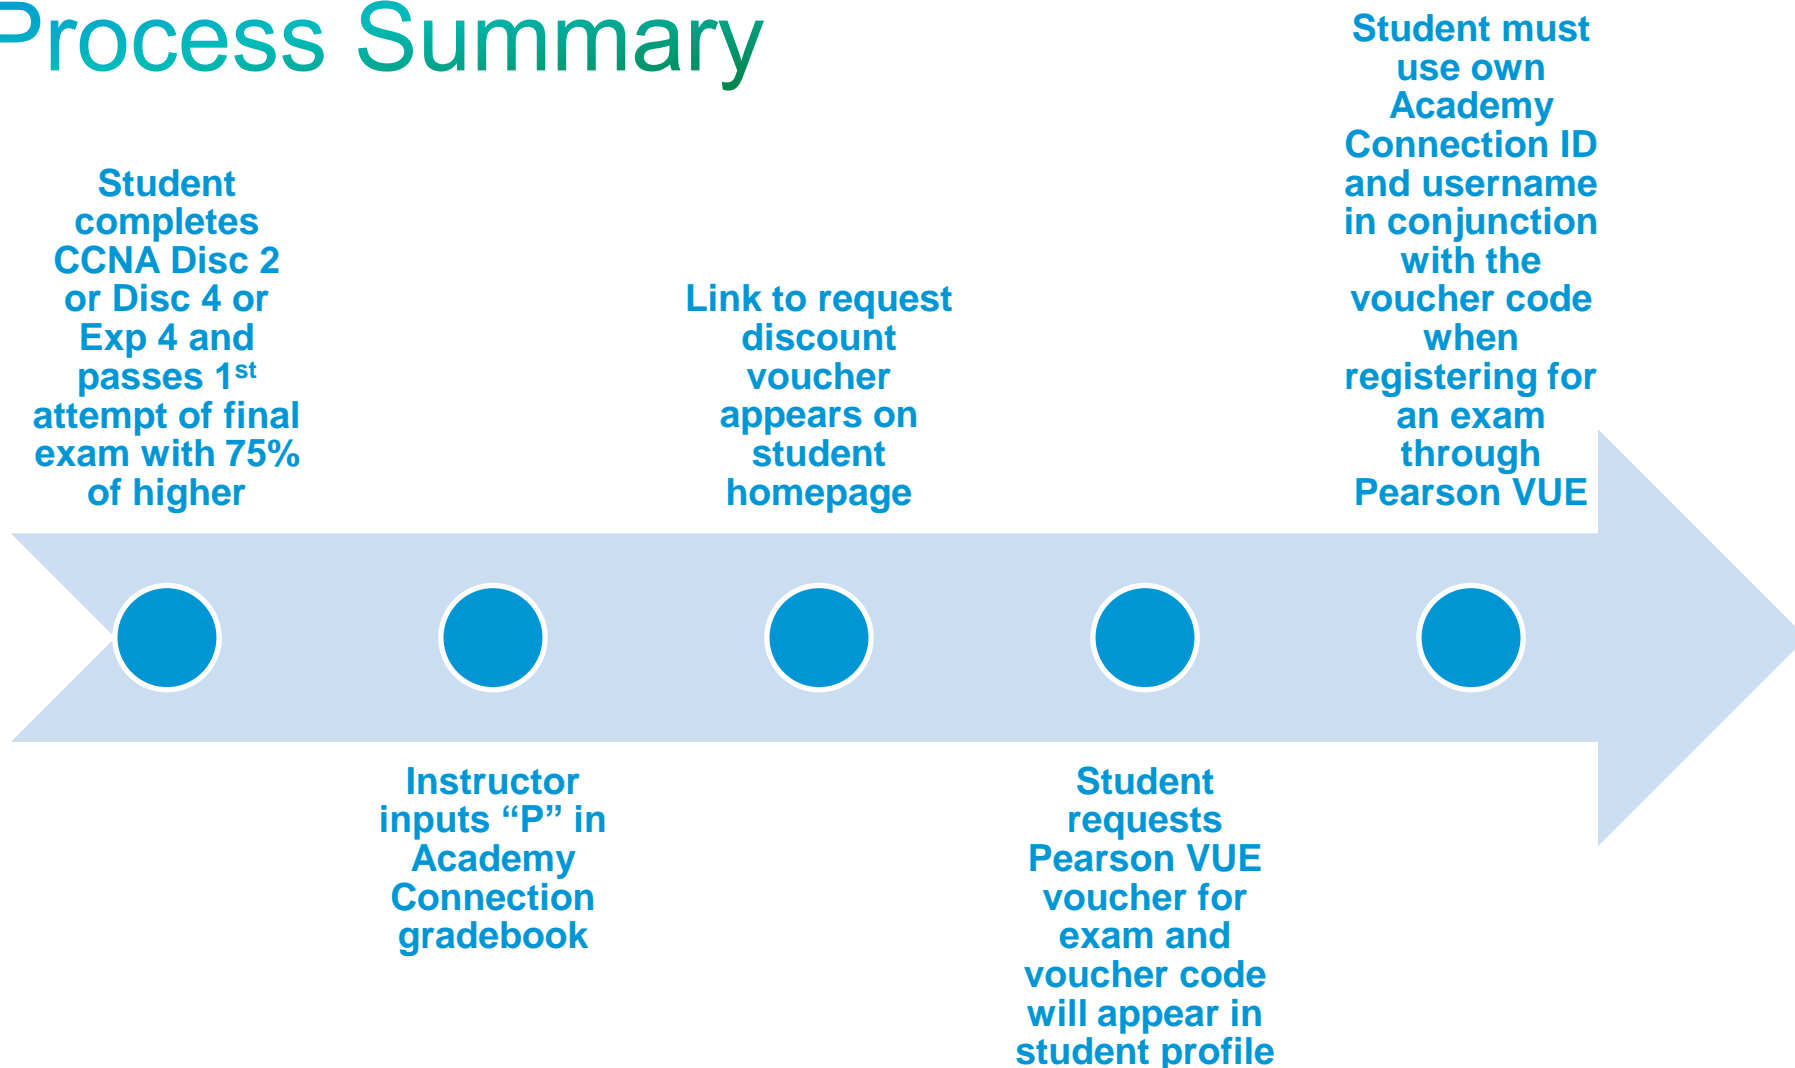 Process Summary
Student
completes
CCNA Disc 2
or Disc 4 or
Exp 4 and
passes 1st
attempt of final
exam with 75%
of higher
Instructor
inputs “P” in
Academy
Connection
gradebook
Link to request
discount
voucher
appears on
student
homepage
Student
requests
Pearson VUE
voucher for
exam and
voucher code
will appear in
student profile
Student must
use own
Academy
Connection ID
and username
in conjunction
with the
voucher code
when
registering for
an exam
through
Pearson VUE